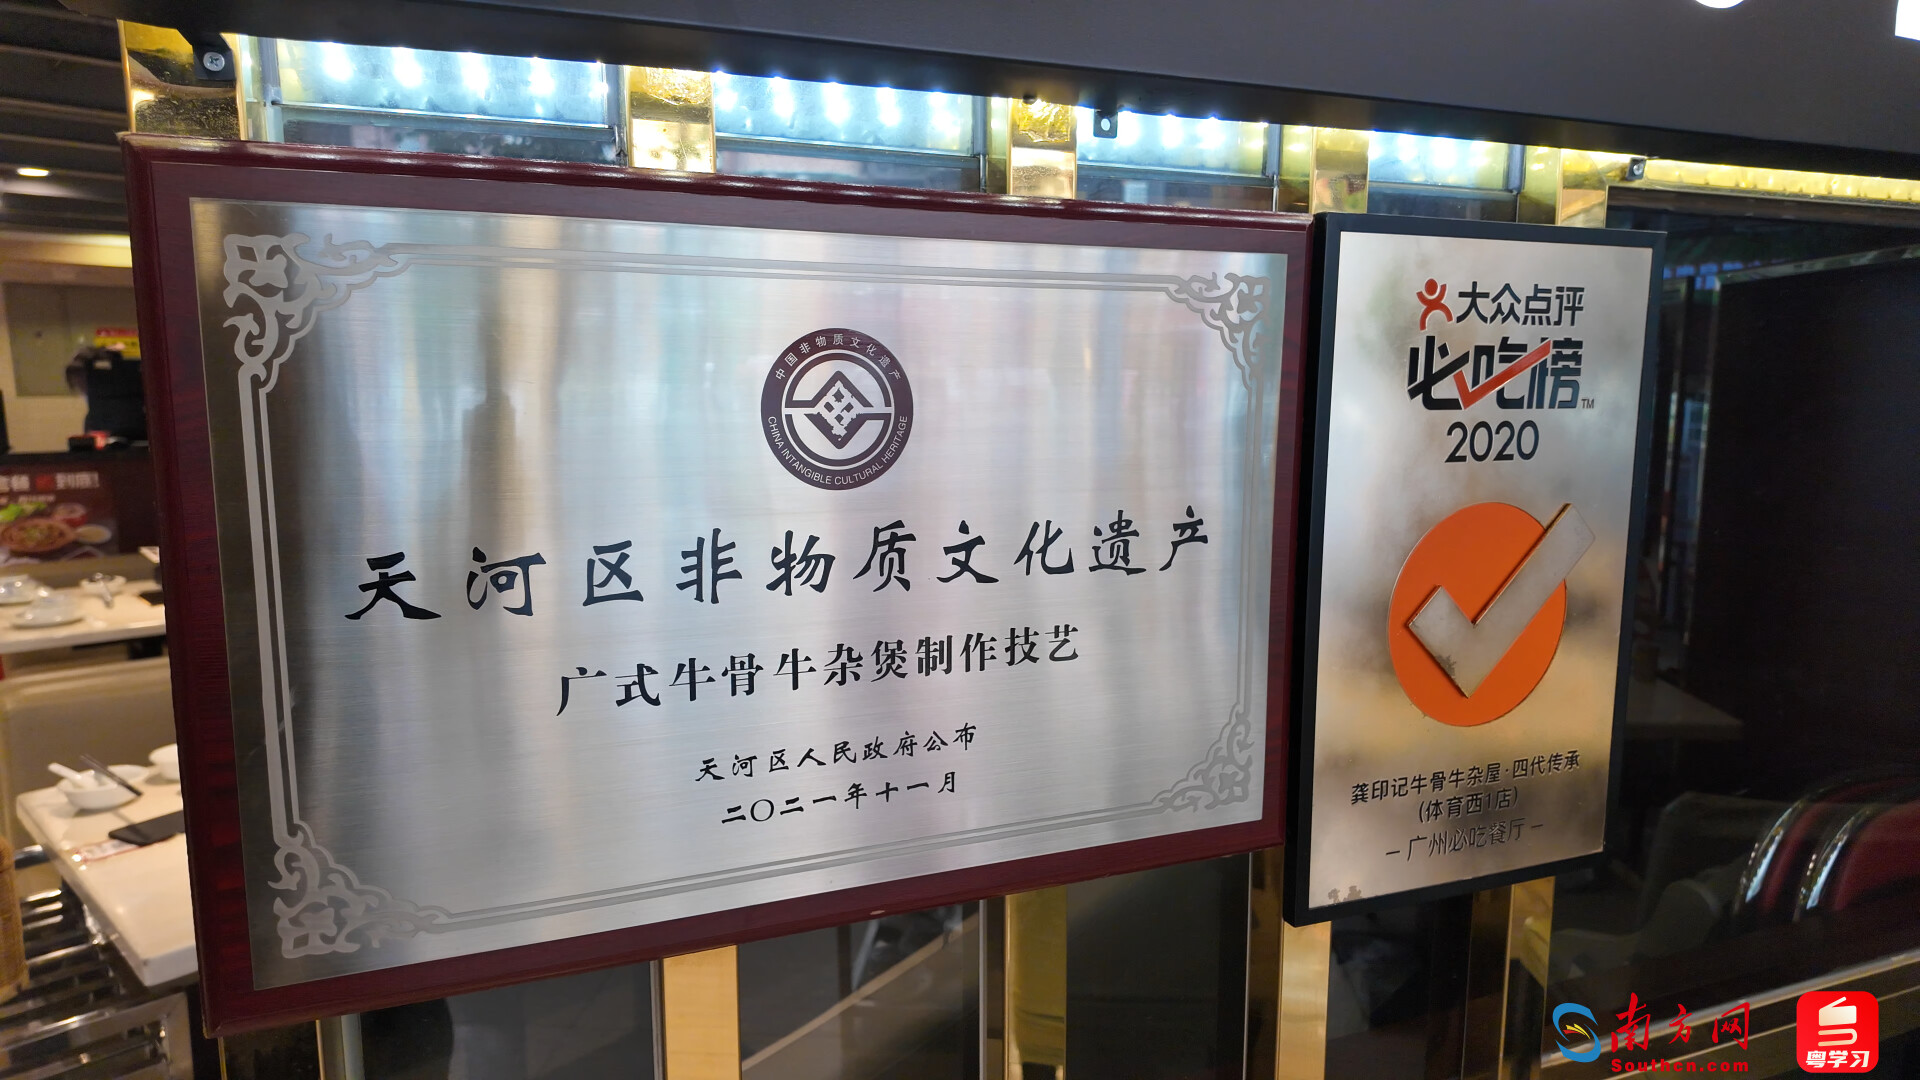 中国非物质文化遗产
CHINA INTANGIBLE CULTURAL HERITAGE
天河区非物质文化遗产
广式牛骨牛杂煲制作技艺
天河区人民政府公布
二〇二一年十一月
大众点评
必吃榜™
2020
龚印记牛骨牛杂屋·四代传承
(体育西1店)
—广州必吃餐厅—
到底!
南方网
Southcn.com
粤学习